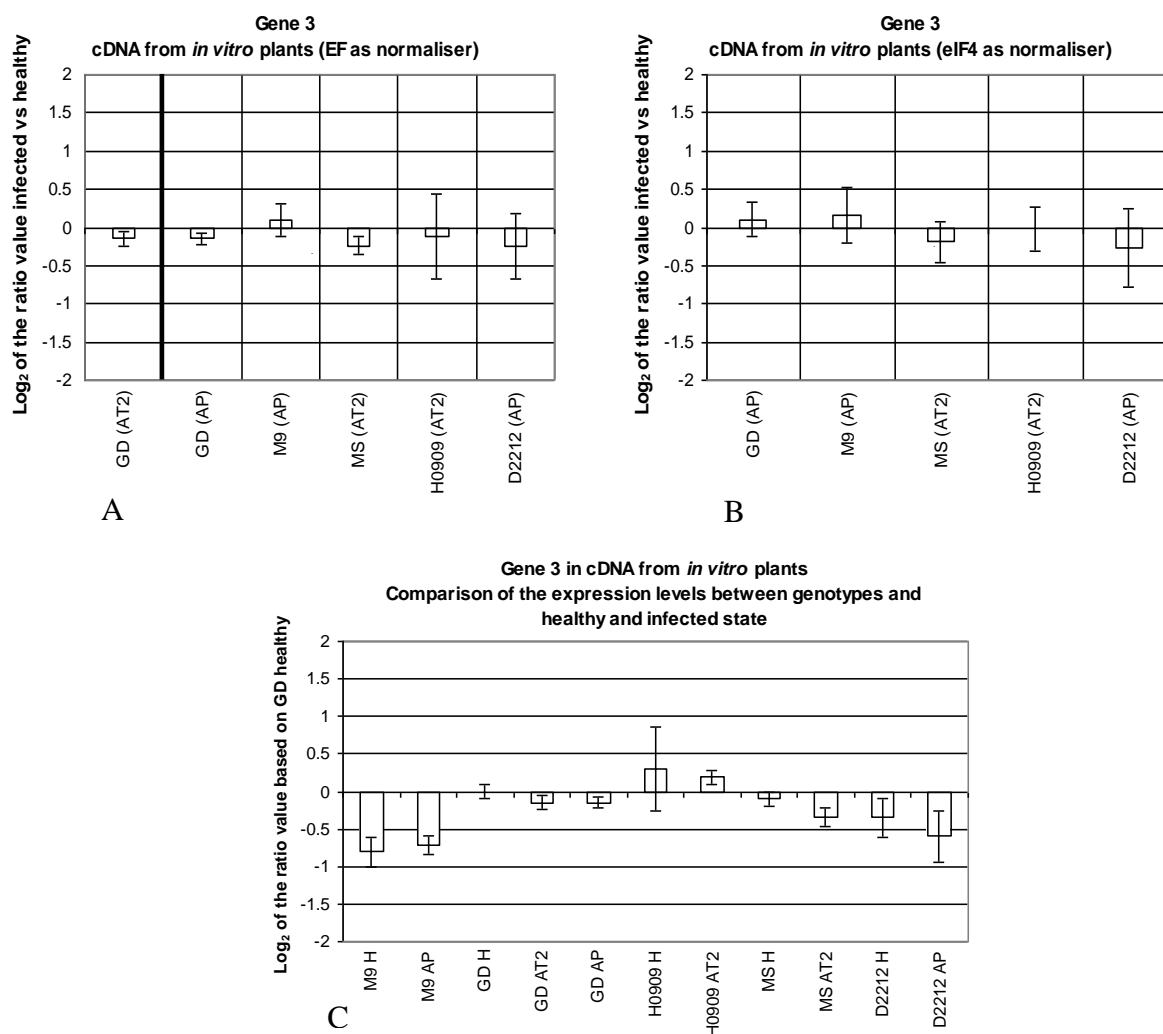 Gene 3
cDNA from in vitro plants (EF as normaliser)
Log₂ of the ratio value infected vs healthy
2
1.5
1
0.5
0
-0.5
-1
-1.5
-2
GD (AT2)
GD (AP)
M9 (AP)
MS (AT2)
H0909 (AT2)
D2212 (AP)
A
Gene 3
cDNA from in vitro plants (eIF4 as normaliser)
Log₂ of the ratio value infected vs healthy
2
1.5
1
0.5
0
-0.5
-1
-1.5
-2
GD (AP)
M9 (AP)
MS (AT2)
H0909 (AT2)
D2212 (AP)
B
Gene 3 in cDNA from in vitro plants
Comparison of the expression levels between genotypes and
healthy and infected state
Log₂ of the ratio value based on GD healthy
2
1.5
1
0.5
0
-0.5
-1
-1.5
-2
M9 H
M9 AP
GD H
GD AT2
GD AP
H0909 H
H0909 AT2
MS H
MS AT2
D2212 H
D2212 AP
C